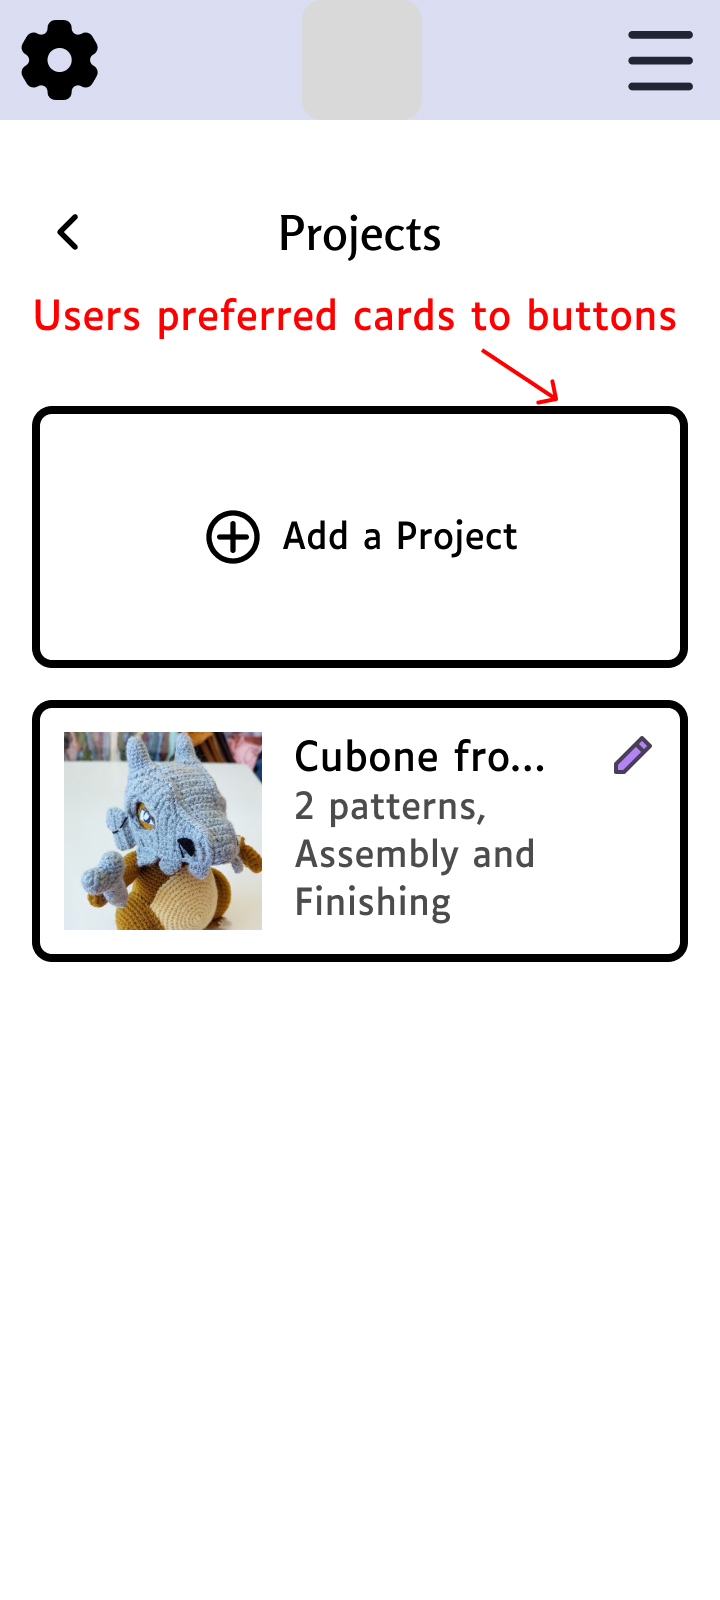 Projects
Users preferred cards to buttons
Add a Project
Cubone fro...
2 patterns,
Assembly and
Finishing